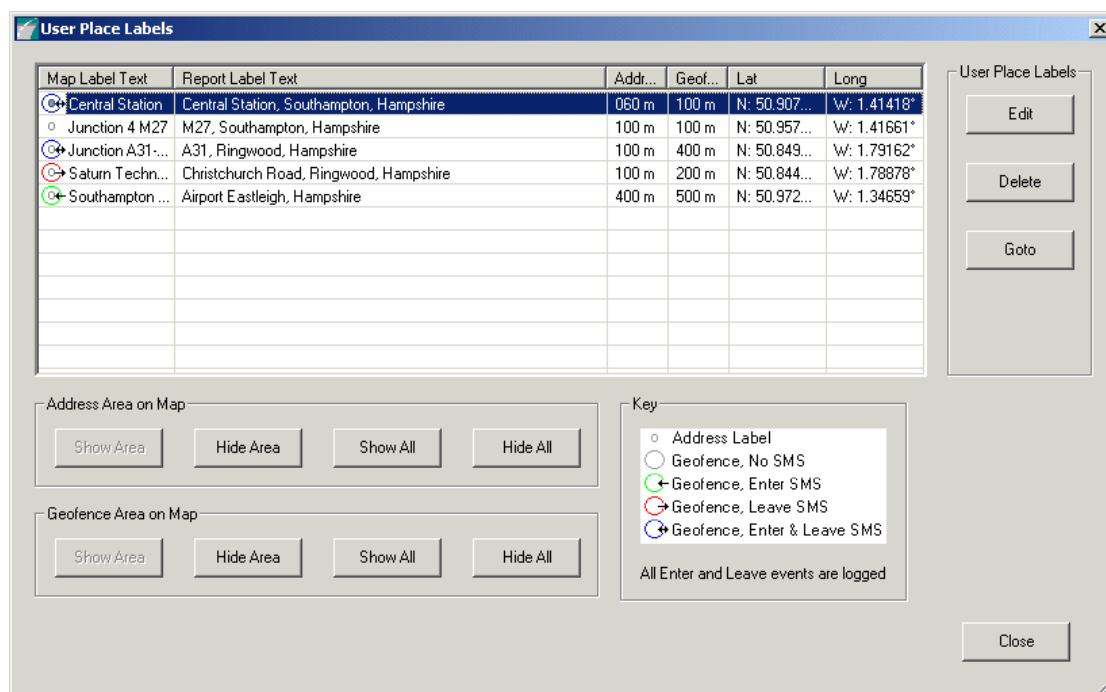 User Place Labels
Map Label Text Report Label Text Addr... Geof... Lat Long
Central Station Central Station, Southampton, Hampshire 060 m 100 m N: 50.907... W: 1.41418°
Junction 4 M27 M27, Southampton, Hampshire 100 m 100 m N: 50.957... W: 1.41661°
Junction A31-... A31, Ringwood, Hampshire 100 m 400 m N: 50.849... W: 1.79162°
Saturn Techn... Christchurch Road, Ringwood, Hampshire 100 m 200 m N: 50.844... W: 1.78878°
Southampton ... Airport Eastleigh, Hampshire 400 m 500 m N: 50.972... W: 1.34659°
User Place Labels
Edit
Delete
Goto
Address Area on Map
Show Area Hide Area Show All Hide All
Geofence Area on Map
Show Area Hide Area Show All Hide All
Key
Address Label
Geofence, No SMS
Geofence, Enter SMS
Geofence, Leave SMS
Geofence, Enter & Leave SMS
All Enter and Leave events are logged
Close